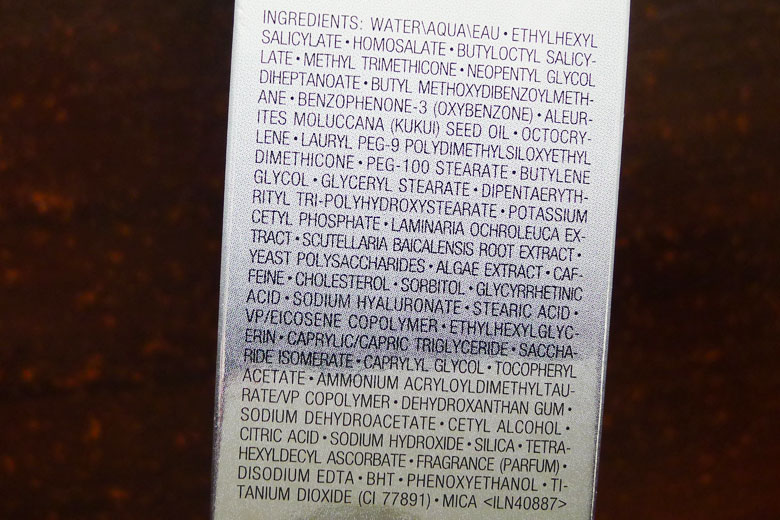 INGREDIENTS: WATER\AQUA\EAU • ETHYLHEXYL
SALICYLATE • HOMOSALATE • BUTYLOCTYL SALICY-
LATE • METHYL TRIMETHICONE • NEOPENTYL GLYCOL
DIHEPTANOATE • BUTYL METHOXYDIBENZOYLMETH-
ANE • BENZOPHENONE-3 (OXYBENZONE) • ALEUR-
ITES MOLUCCANA (KUKUI) SEED OIL • OCTOCRY-
LENE • LAURYL PEG-9 POLYDIMETHYLSILOXYETHYL
DIMETHICONE • PEG-100 STEARATE • BUTYLENE
GLYCOL • GLYCERYL STEARATE • DIPENTAERYTH-
RITYL TRI-POLYHYDROXYSTEARATE • POTASSIUM
CETYL PHOSPHATE • LAMINARIA OCHROLEUCA EX-
TRACT • SCUTELLARIA BAICALENSIS ROOT EXTRACT •
YEAST POLYSACCHARIDES • ALGAE EXTRACT • CAF-
FEINE • CHOLESTEROL • SORBITOL • GLYCYRRHETINIC
ACID • SODIUM HYALURONATE • STEARIC ACID •
VP/EICOSENE COPOLYMER • ETHYLHEXYLGLYC-
ERIN • CAPRYLIC/CAPRIC TRIGLYCERIDE • SACCHA-
RIDE ISOMERATE • CAPRYLYL GLYCOL • TOCOPHERYL
ACETATE • AMMONIUM ACRYLOYLDIMETHYLTAU-
RATE/VP COPOLYMER • DEHYDROXANTHAN GUM •
SODIUM DEHYDROACETATE • CETYL ALCOHOL •
CITRIC ACID • SODIUM HYDROXIDE • SILICA • TETRA-
HEXYLDECYL ASCORBATE • FRAGRANCE (PARFUM) •
DISODIUM EDTA • BHT • PHENOXYETHANOL • TI-
TANIUM DIOXIDE (CI 77891) • MICA <ILN40887>